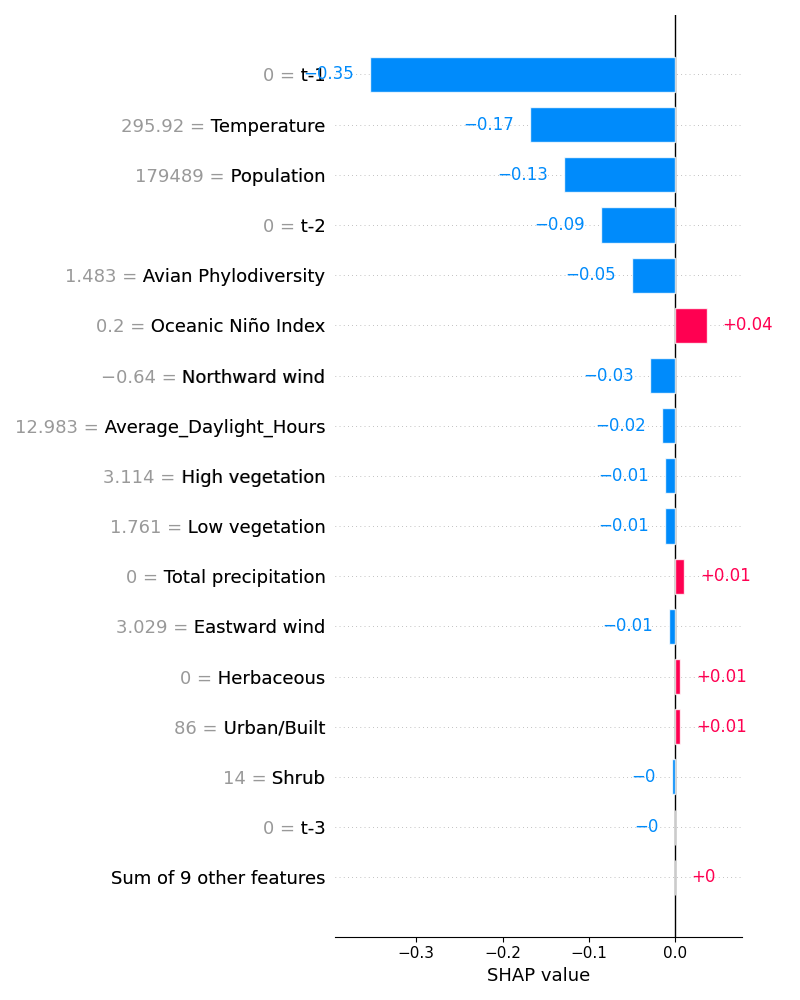 0 = t-1 −0.35
295.92 = Temperature −0.17
179489 = Population −0.13
0 = t-2 −0.09
1.483 = Avian Phylodiversity −0.05
0.2 = Oceanic Niño Index +0.04
−0.64 = Northward wind −0.03
12.983 = Average_Daylight_Hours −0.02
3.114 = High vegetation −0.01
1.761 = Low vegetation −0.01
0 = Total precipitation +0.01
3.029 = Eastward wind −0.01
0 = Herbaceous +0.01
86 = Urban/Built +0.01
14 = Shrub −0
0 = t-3 −0
Sum of 9 other features +0
−0.3 −0.2 −0.1 0.0
SHAP value